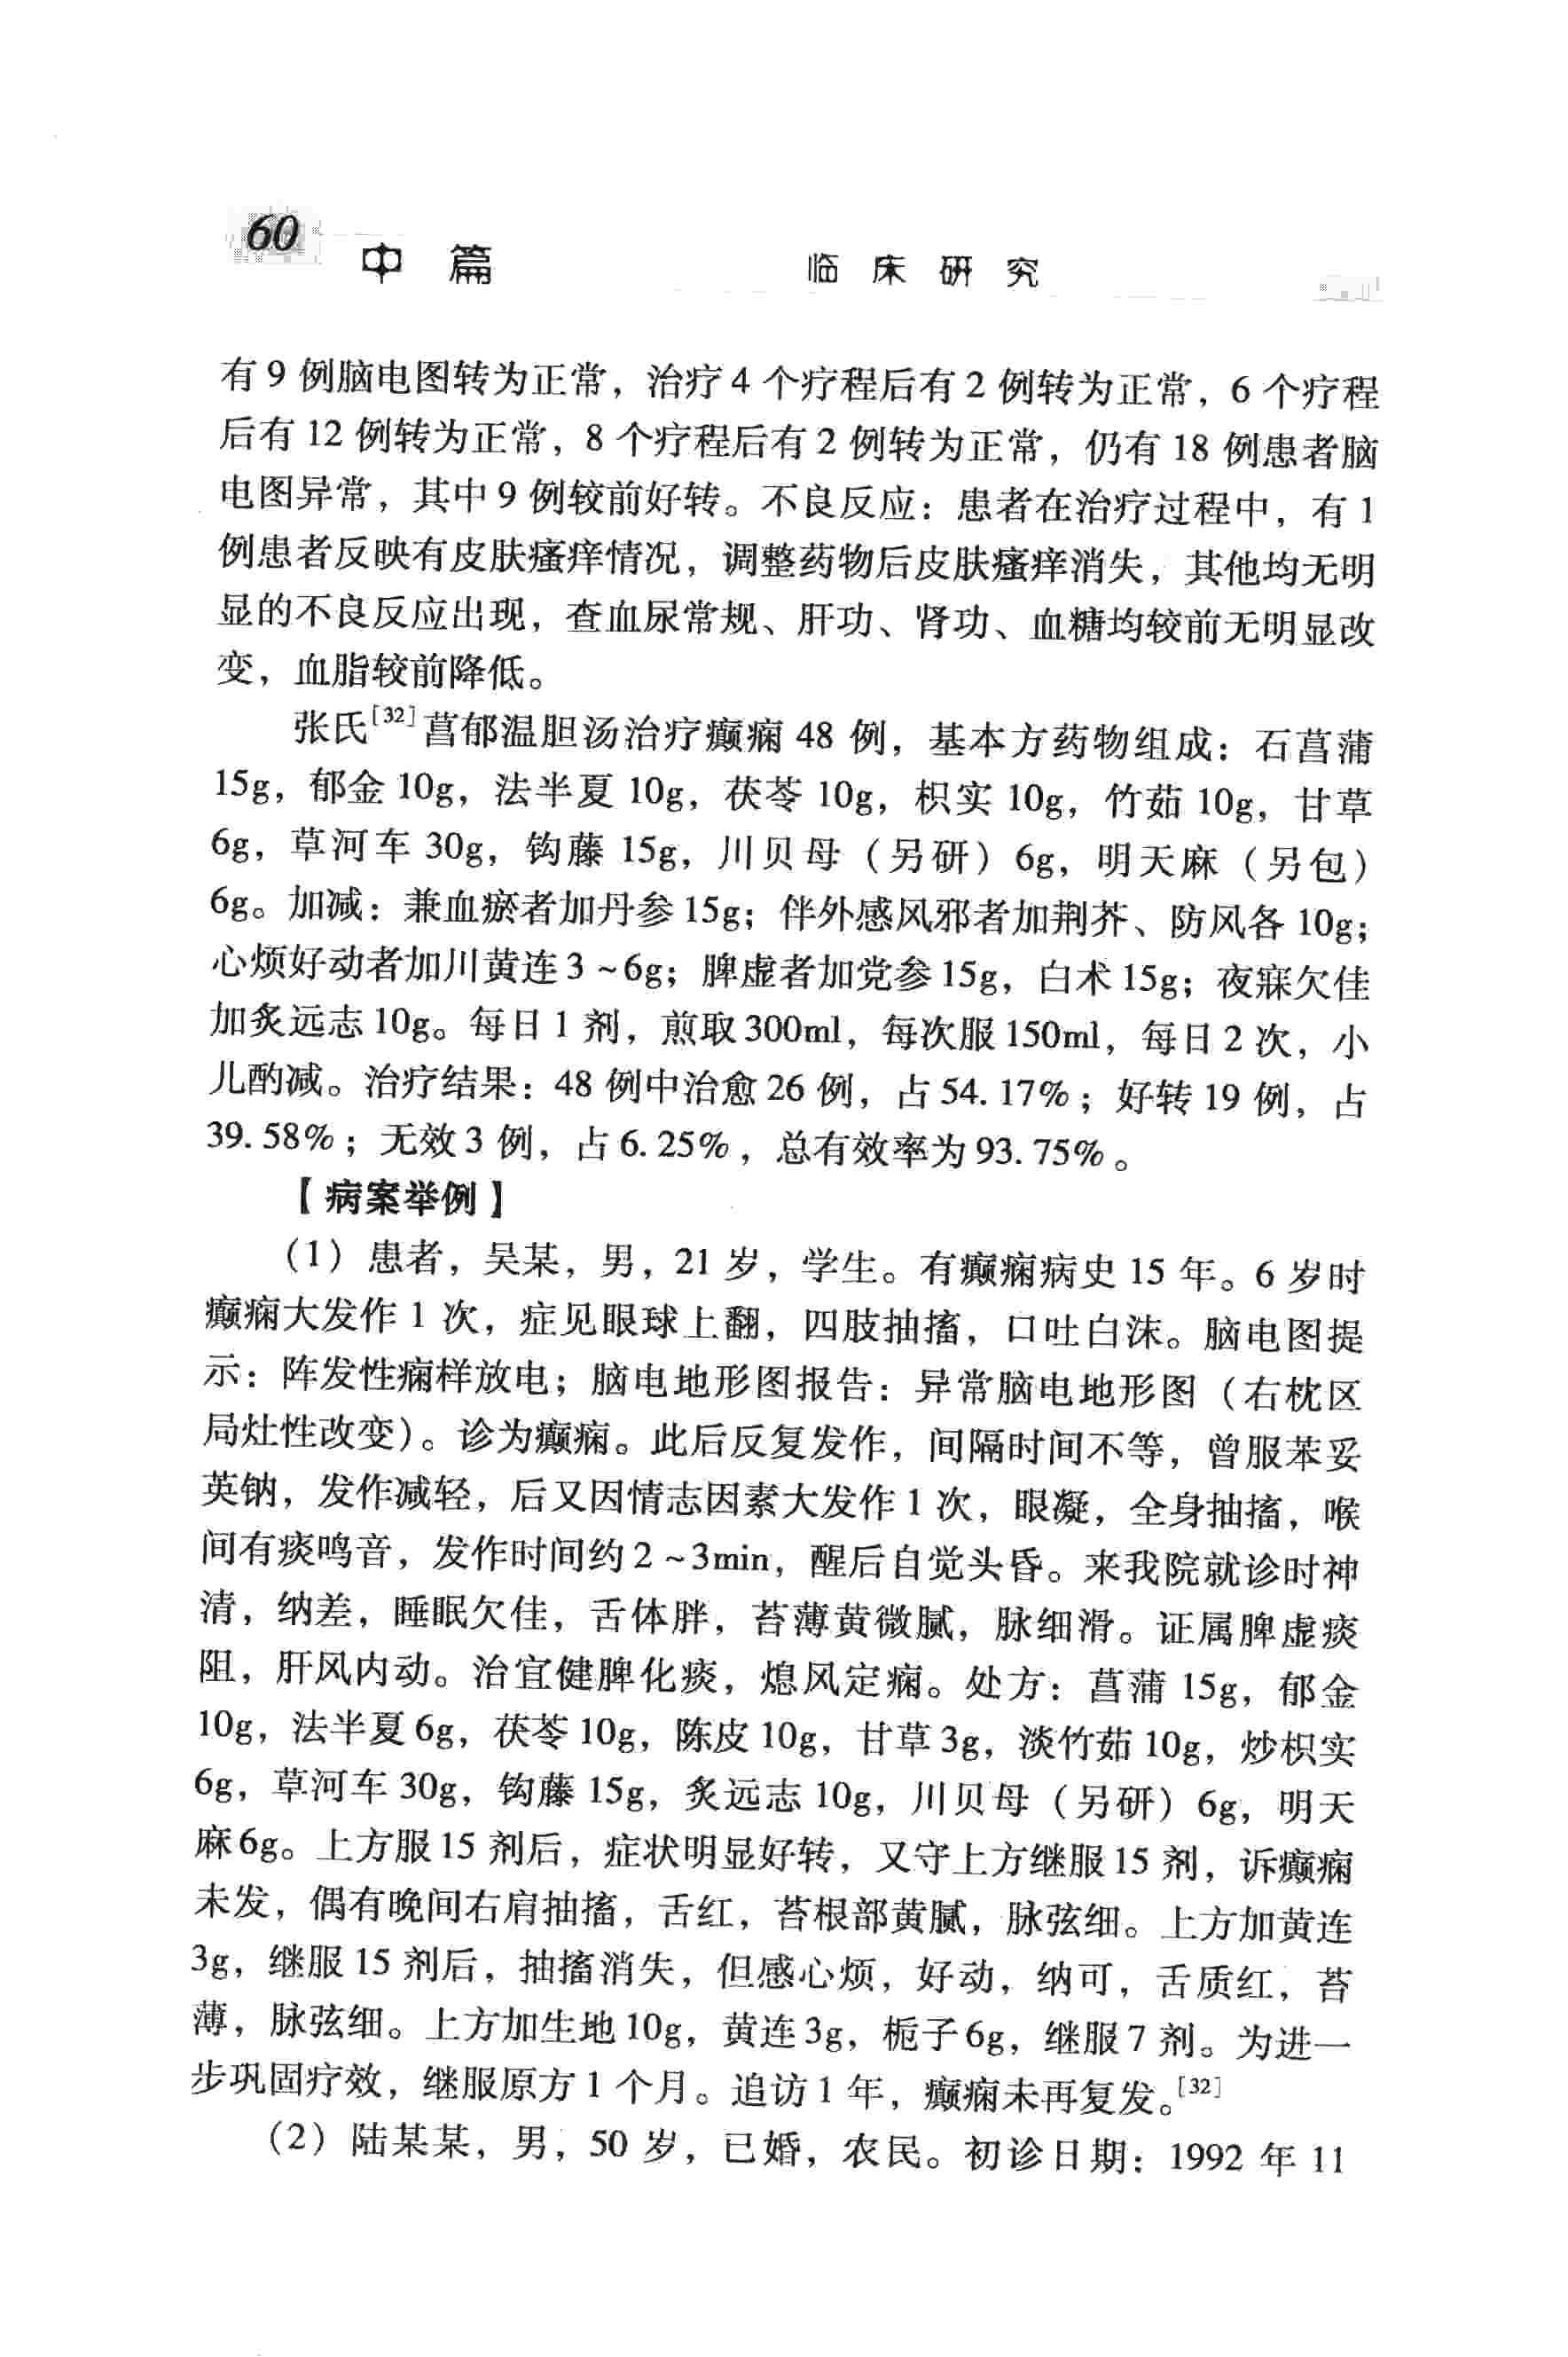 60
中 篇 临 床 研 究
有9例脑电图转为正常，治疗4个疗程后有2例转为正常，6个疗程
后有12例转为正常，8个疗程后有2例转为正常，仍有18例患者脑
电图异常，其中9例较前好转。不良反应：患者在治疗过程中，有1
例患者反映有皮肤瘙痒情况，调整药物后皮肤瘙痒消失，其他均无明
显的不良反应出现，查血尿常规、肝功、肾功、血糖均较前无明显改
变，血脂较前降低。
张氏[32]菖郁温胆汤治疗癫痫48例，基本方药物组成：石菖蒲
15g，郁金10g，法半夏10g，茯苓10g，枳实10g，竹茹10g，甘草
6g，草河车30g，钩藤15g，川贝母（另研）6g，明天麻（另包）
6g。加减：兼血瘀者加丹参15g；伴外感风邪者加荆芥、防风各10g；
心烦好动者加川黄连3~6g；脾虚者加党参15g，白术15g；夜寐欠佳
加炙远志10g。每日1剂，煎取300ml，每次服150ml，每日2次，小
儿酌减。治疗结果：48例中治愈26例，占54.17%；好转19例，占
39.58%；无效3例，占6.25%，总有效率为93.75%。
【病案举例】
（1）患者，吴某，男，21岁，学生。有癫痫病史15年。6岁时
癫痫大发作1次，症见眼球上翻，四肢抽搐，口吐白沫。脑电图提
示：阵发性痫样放电；脑电地形图报告：异常脑电地形图（右枕区
局灶性改变）。诊为癫痫。此后反复发作，间隔时间不等，曾服苯妥
英钠，发作减轻，后又因情志因素大发作1次，眼凝，全身抽搐，喉
间有痰鸣音，发作时间约2~3min，醒后自觉头昏。来我院就诊时神
清，纳差，睡眠欠佳，舌体胖，苔薄黄微腻，脉细滑。证属脾虚痰
阻，肝风内动。治宜健脾化痰，熄风定痫。处方：菖蒲15g，郁金
10g，法半夏6g，茯苓10g，陈皮10g，甘草3g，淡竹茹10g，炒枳实
6g，草河车30g，钩藤15g，炙远志10g，川贝母（另研）6g，明天
麻6g。上方服15剂后，症状明显好转，又守上方继服15剂，诉癫痫
未发，偶有晚间右肩抽搐，舌红，苔根部黄腻，脉弦细。上方加黄连
3g，继服15剂后，抽搐消失，但感心烦，好动，纳可，舌质红，苔
薄，脉弦细。上方加生地10g，黄连3g，栀子6g，继服7剂。为进一
步巩固疗效，继服原方1个月。追访1年，癫痫未再复发。[32]
（2）陆某某，男，50岁，已婚，农民。初诊日期：1992年11